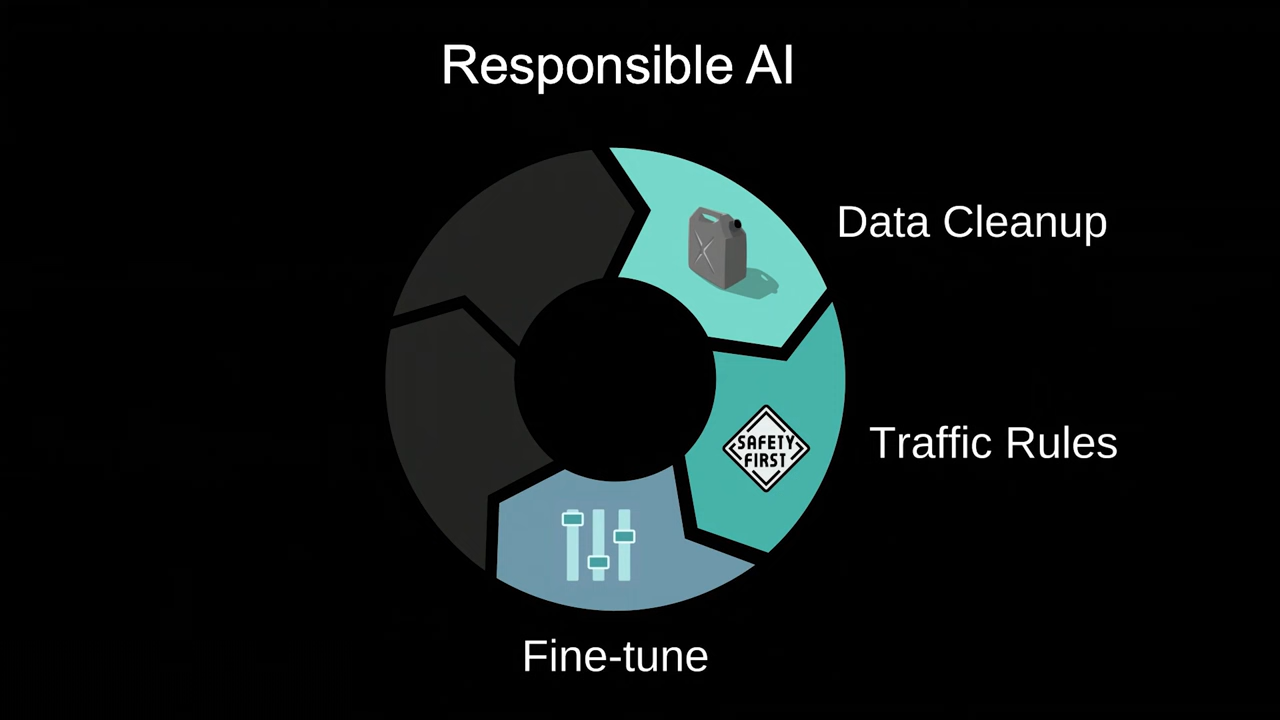 Responsible AI
Data Cleanup
SAFETY
FIRST
Traffic Rules
Fine-tune